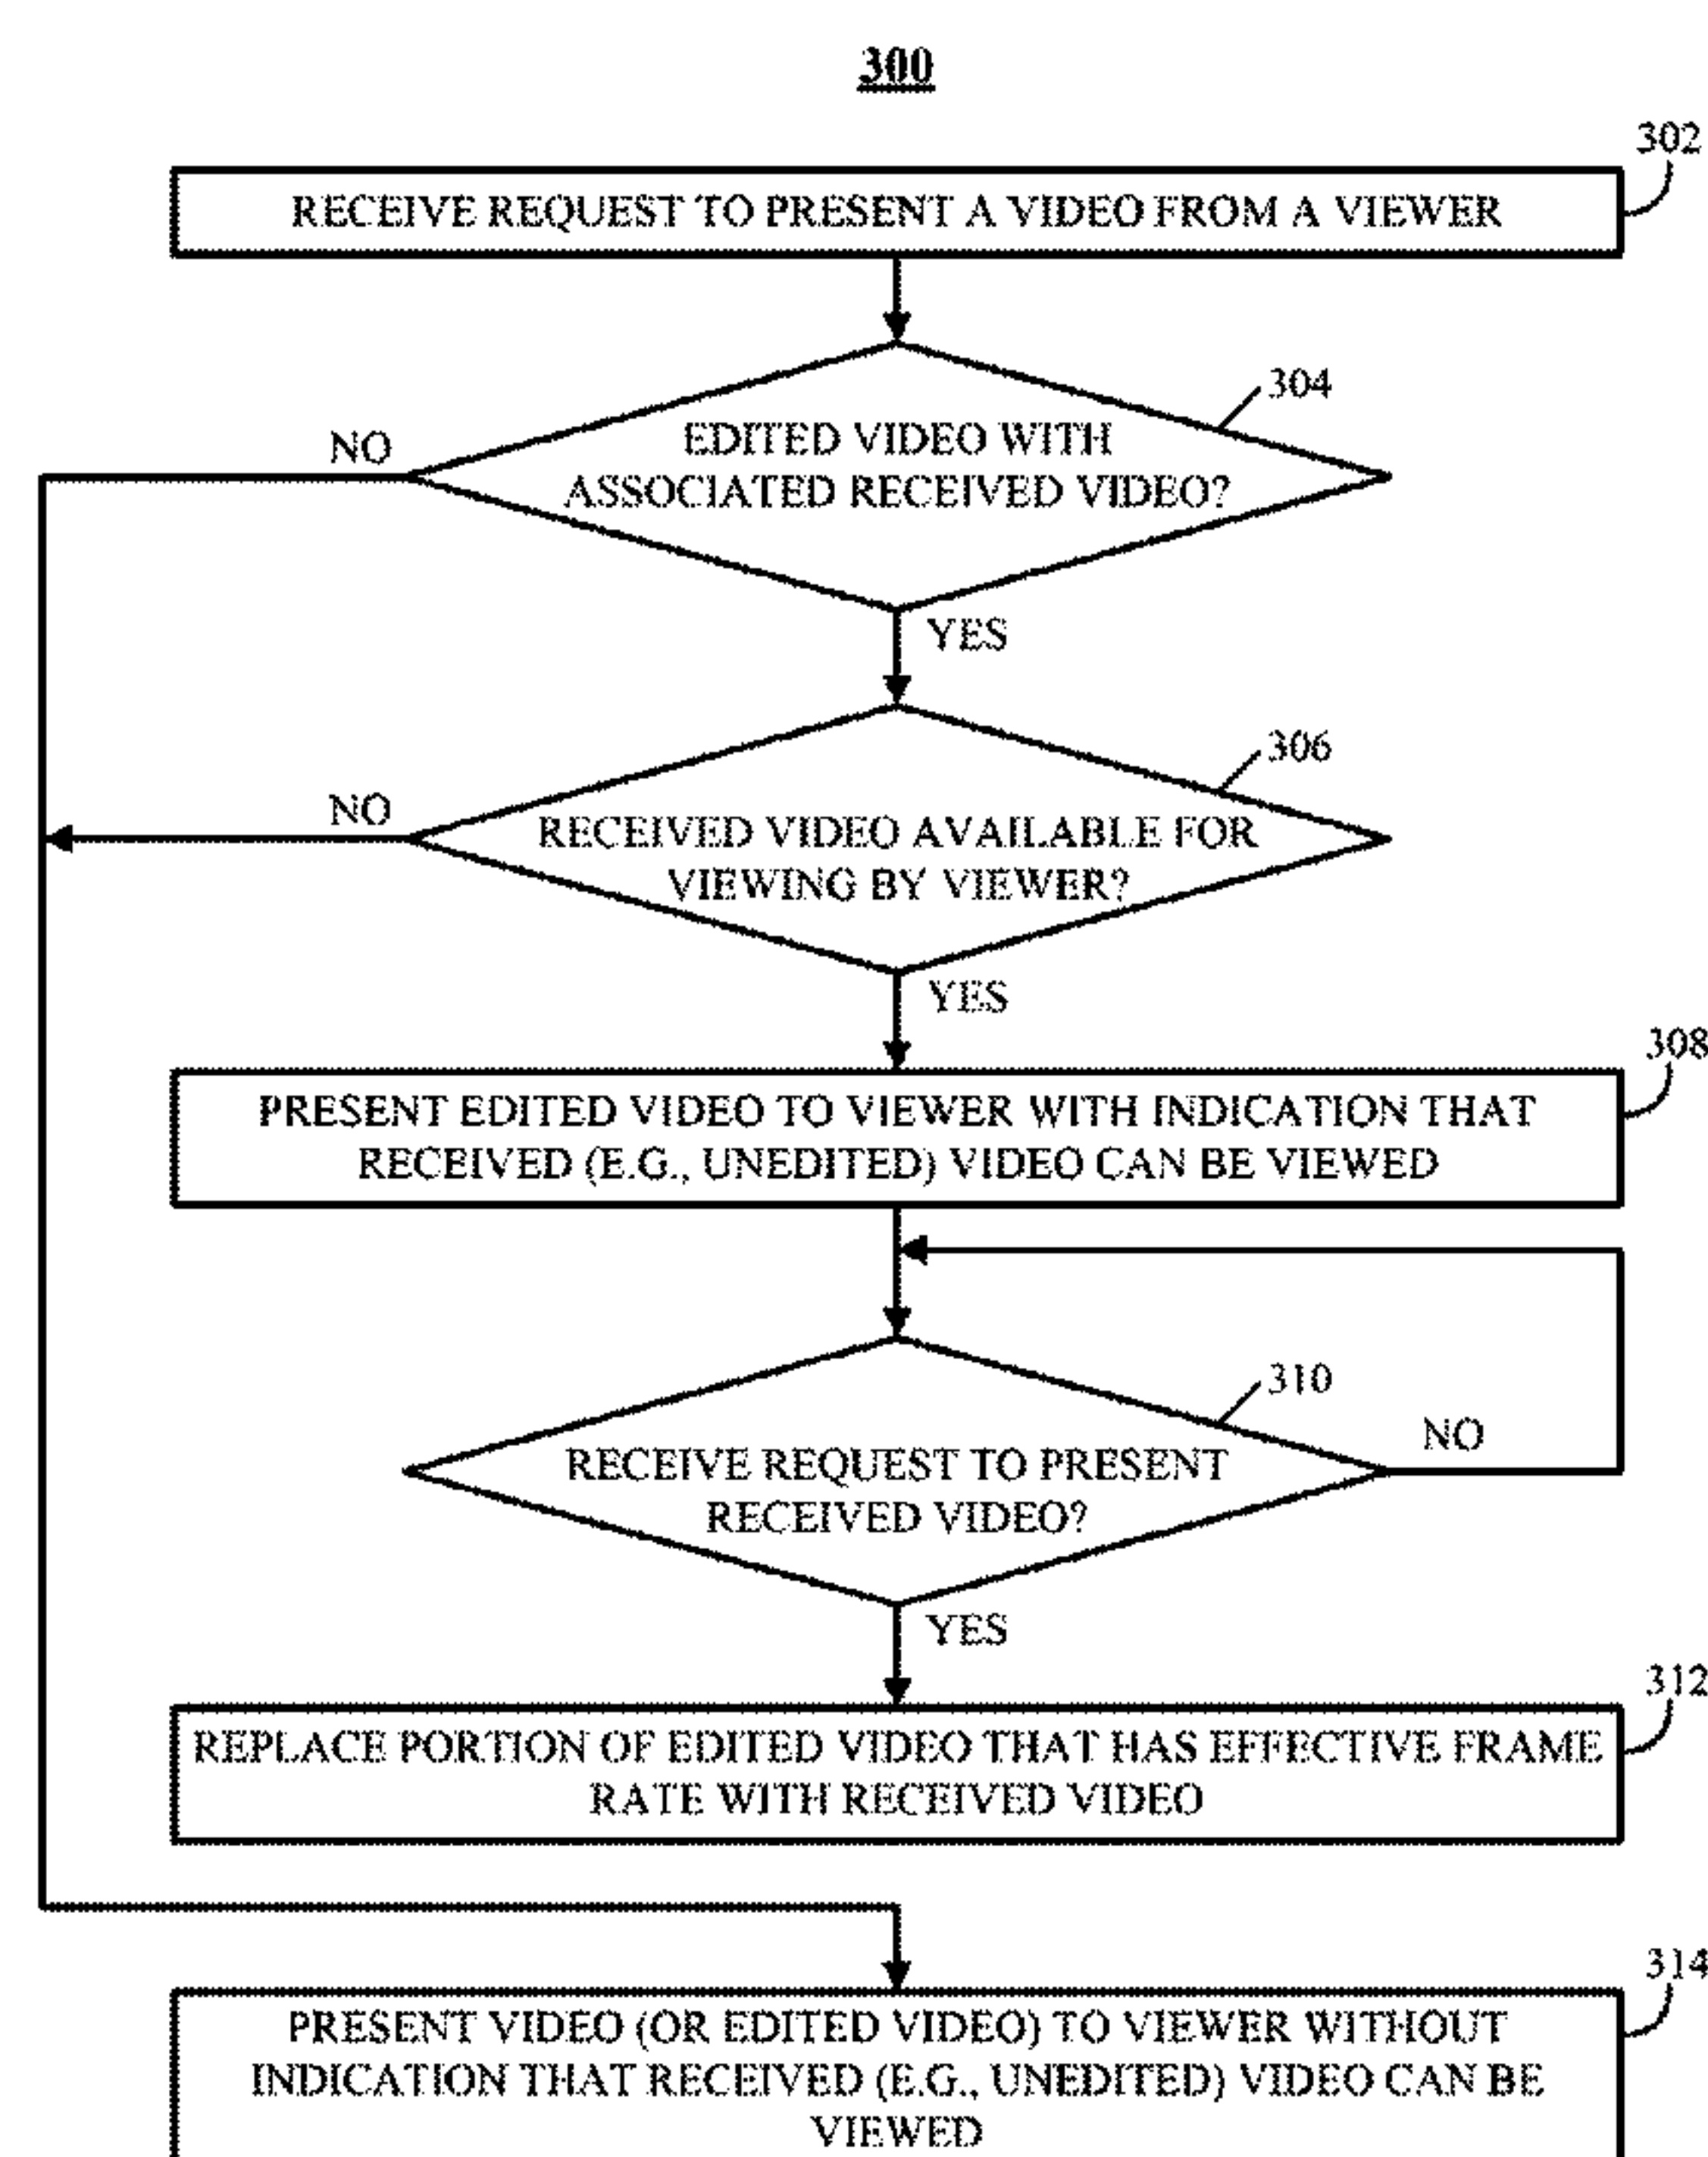 300
302
RECEIVE REQUEST TO PRESENT A VIDEO FROM A VIEWER
304
NO
EDITED VIDEO WITH
ASSOCIATED RECEIVED VIDEO?
YES
306
NO
RECEIVED VIDEO AVAILABLE FOR
VIEWING BY VIEWER?
YES
308
PRESENT EDITED VIDEO TO VIEWER WITH INDICATION THAT
RECEIVED (E.G., UNEDITED) VIDEO CAN BE VIEWED
310
NO
RECEIVE REQUEST TO PRESENT
RECEIVED VIDEO?
YES
312
REPLACE PORTION OF EDITED VIDEO THAT HAS EFFECTIVE FRAME
RATE WITH RECEIVED VIDEO
314
PRESENT VIDEO (OR EDITED VIDEO) TO VIEWER WITHOUT
INDICATION THAT RECEIVED (E.G., UNEDITED) VIDEO CAN BE
VIEWED